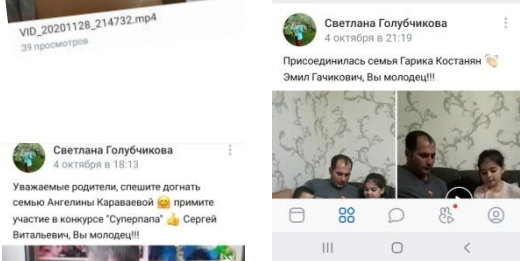 VID_20201128_214732.mp4
39 просмотров
Светлана Голубчикова
4 октября в 18:13
Уважаемые родители, спешите догнать
семью Ангелины Караваевой 🤗 примите
участие в конкурсе "Суперпапа" 👍 Сергей
Витальевич, Вы молодец!!!
Светлана Голубчикова
4 октября в 21:19
Присоединилась семья Гарика Костанян 👏
Эмил Гачикович, Вы молодец!!!